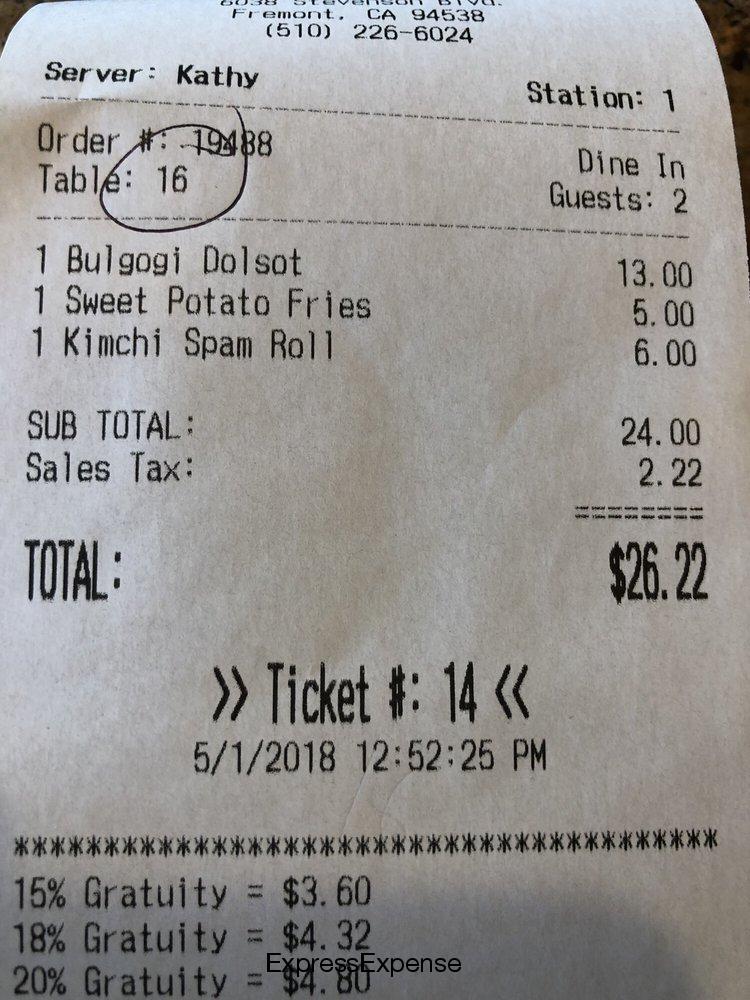 6038 Stevenson Blvd.
Fremont, CA 94538
(510) 226-6024
Server: Kathy
Station: 1
Order #: 19488
Dine In
Table: 16
Guests: 2
1 Bulgogi Dolsot 13.00
1 Sweet Potato Fries 5.00
1 Kimchi Spam Roll 6.00
SUB TOTAL: 24.00
Sales Tax: 2.22
========
TOTAL: $26.22
>> Ticket #: 14 <<
5/1/2018 12:52:25 PM
***************************************
15% Gratuity = $3.60
18% Gratuity = $4.32
20% Gratuity = $4.80
ExpressExpense